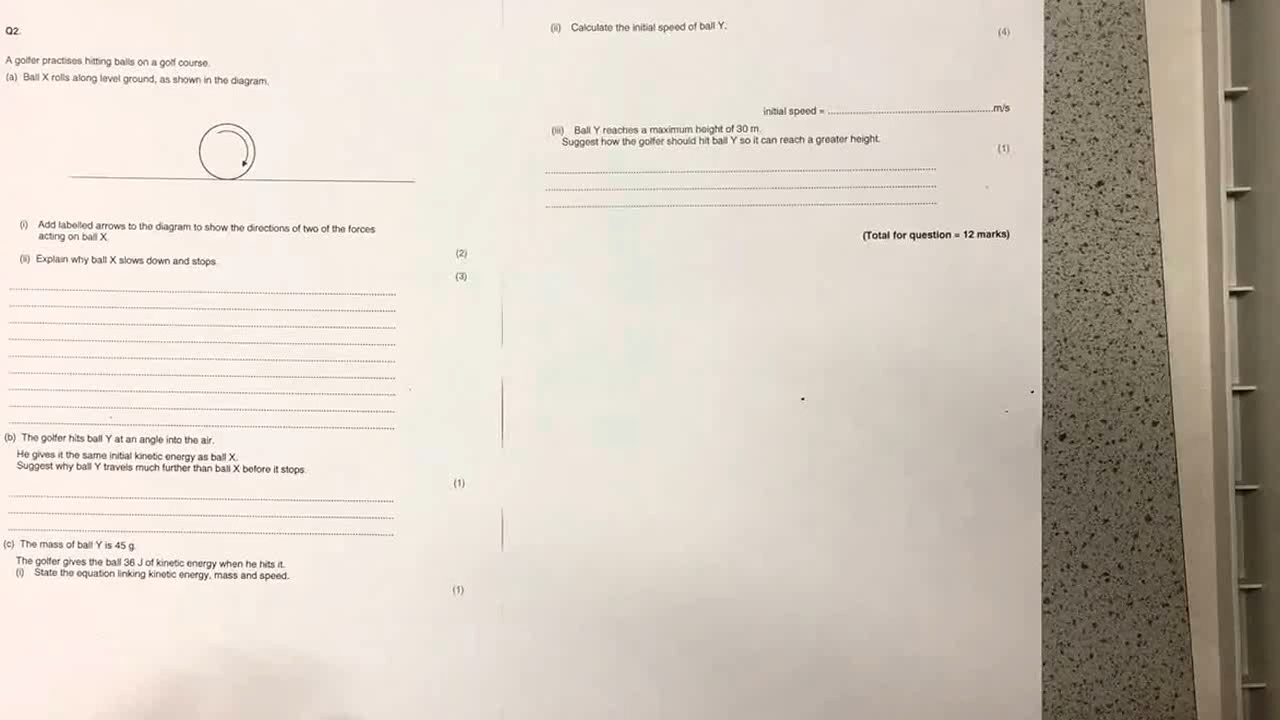 Q2.
A golfer practises hitting balls on a golf course.
(a) Ball X rolls along level ground, as shown in the diagram.
(i) Add labelled arrows to the diagram to show the directions of two of the forces
acting on ball X.
(2)
(ii) Explain why ball X slows down and stops.
(3)
(b) The golfer hits ball Y at an angle into the air.
He gives it the same initial kinetic energy as ball X.
Suggest why ball Y travels much further than ball X before it stops.
(1)
(c) The mass of ball Y is 45 g.
The golfer gives the ball 36 J of kinetic energy when he hits it.
(i) State the equation linking kinetic energy, mass and speed.
(1)
(ii) Calculate the initial speed of ball Y.
(4)
initial speed = ........................................................m/s
(iii) Ball Y reaches a maximum height of 30 m.
Suggest how the golfer should hit ball Y so it can reach a greater height.
(1)
(Total for question = 12 marks)